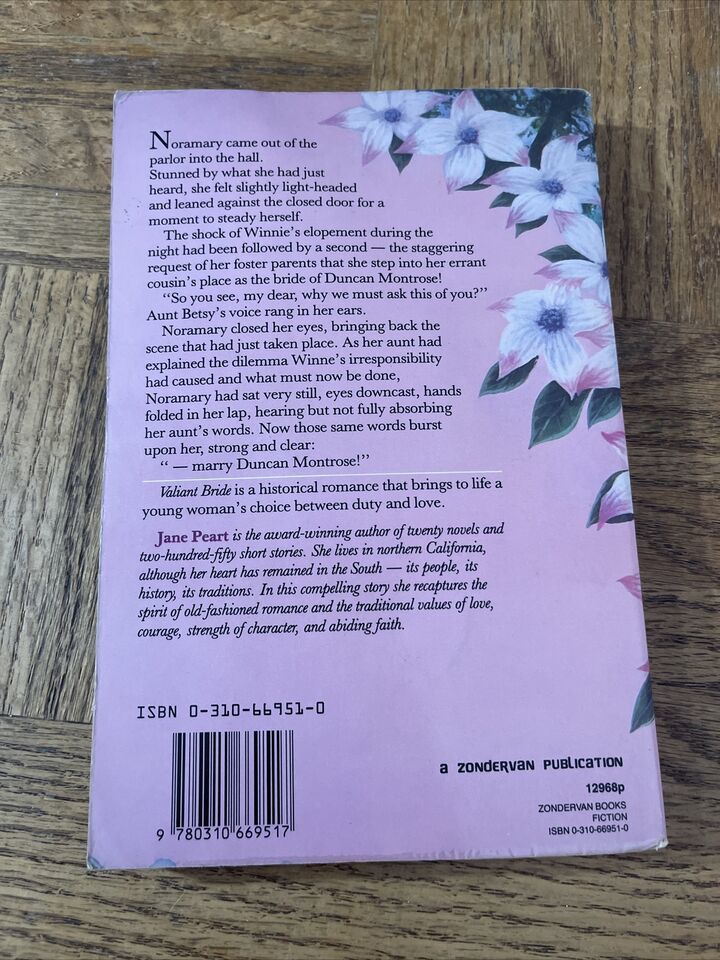 Noramary came out of the
parlor into the hall.
Stunned by what she had just
heard, she felt slightly light-headed
and leaned against the closed door for a
moment to steady herself.
The shock of Winnie's elopement during the
night had been followed by a second — the staggering
request of her foster parents that she step into her errant
cousin's place as the bride of Duncan Montrose!
"So you see, my dear, why we must ask this of you?"
Aunt Betsy's voice rang in her ears.
Noramary closed her eyes, bringing back the
scene that had just taken place. As her aunt had
explained the dilemma Winne's irresponsibility
had caused and what must now be done,
Noramary had sat very still, eyes downcast, hands
folded in her lap, hearing but not fully absorbing
her aunt's words. Now those same words burst
upon her, strong and clear:
" — marry Duncan Montrose!"
Valiant Bride is a historical romance that brings to life a
young woman's choice between duty and love.
Jane Peart is the award-winning author of twenty novels and
two-hundred-fifty short stories. She lives in northern California,
although her heart has remained in the South — its people, its
history, its traditions. In this compelling story she recaptures the
spirit of old-fashioned romance and the traditional values of love,
courage, strength of character, and abiding faith.
ISBN 0-310-66951-0
9 780310 669517
a ZONDERVAN PUBLICATION
12968p
ZONDERVAN BOOKS
FICTION
ISBN 0-310-66951-0